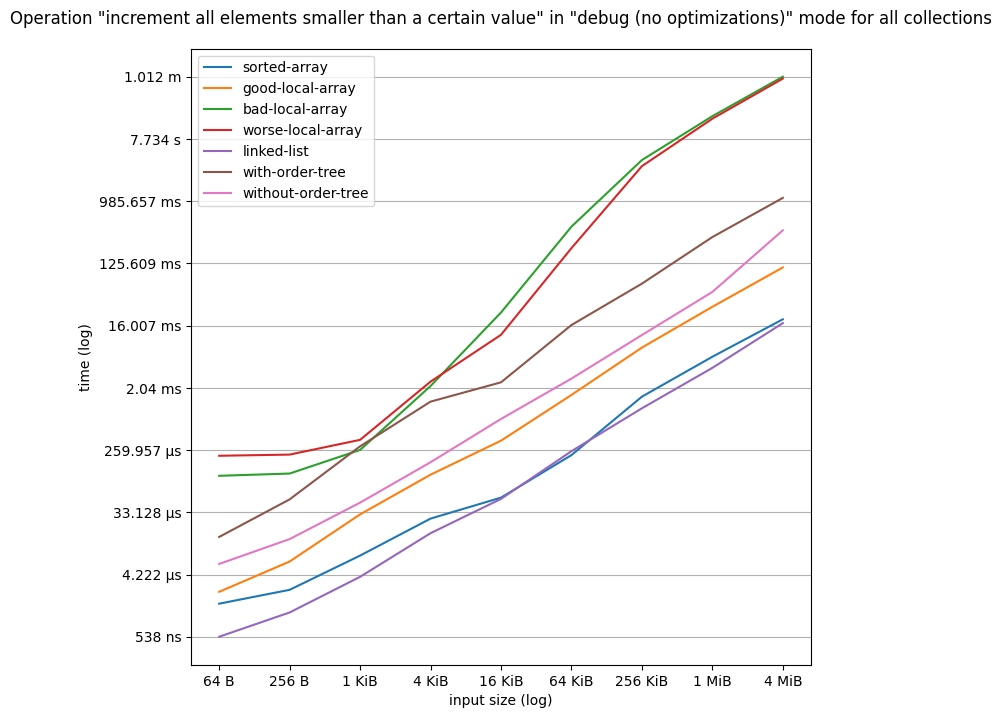 Operation "increment all elements smaller than a certain value" in "debug (no optimizations)" mode for all collections
sorted-array
good-local-array
bad-local-array
worse-local-array
linked-list
with-order-tree
without-order-tree
time (log)
1.012 m
7.734 s
985.657 ms
125.609 ms
16.007 ms
2.04 ms
259.957 µs
33.128 µs
4.222 µs
538 ns
64 B 256 B 1 KiB 4 KiB 16 KiB 64 KiB 256 KiB 1 MiB 4 MiB
input size (log)